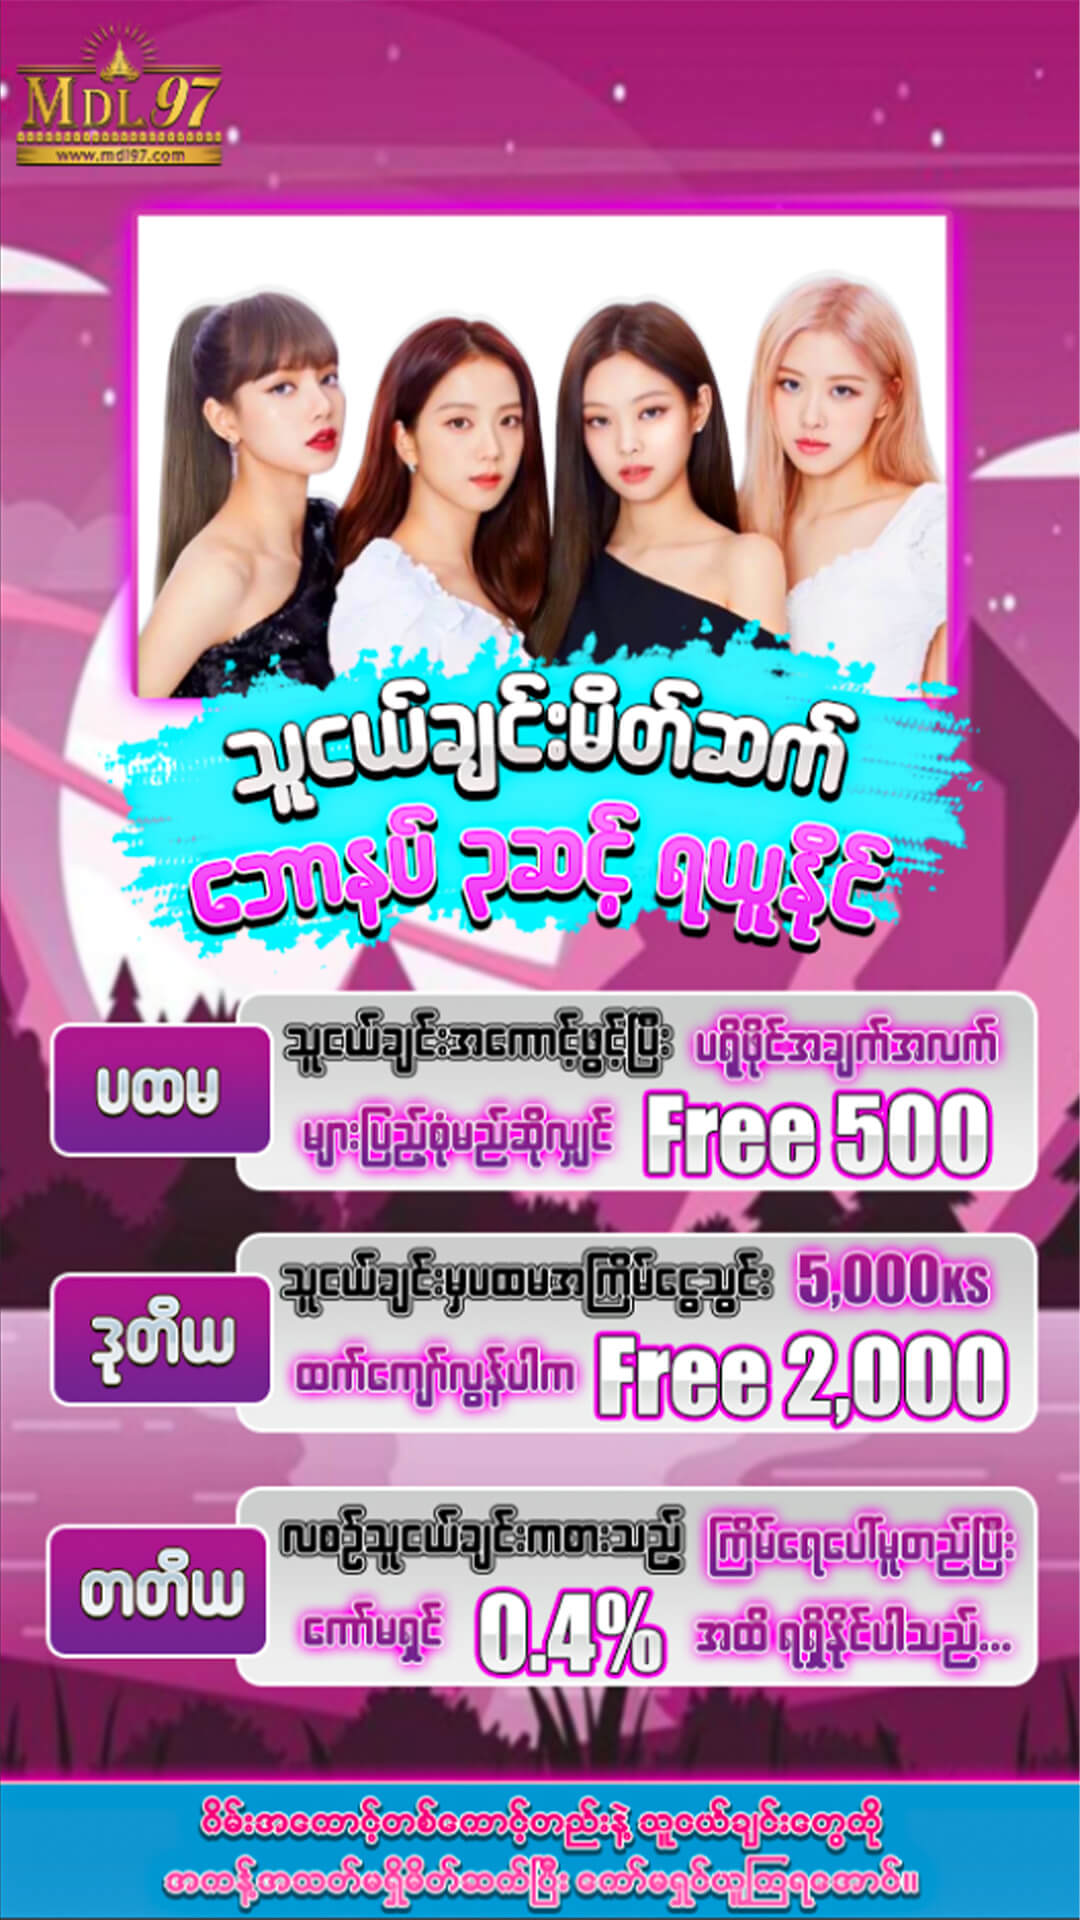 MDL 97
www.mdl97.com
သူငယ်ချင်းမိတ်ဆက်
ဘောနပ် ၃ဆင့် ရယူနိုင်
ပထမ
သူငယ်ချင်းအကောင့်ဖွင့်ပြီး ပရိုဖိုင်အချက်အလက်
များပြည့်စုံမည်ဆိုလျှင် Free 500
ဒုတိယ
သူငယ်ချင်းမှပထမအကြိမ်ငွေသွင်း 5,000KS
ထက်ကျော်လွန်ပါက Free 2,000
တတိယ
လစဉ်သူငယ်ချင်းကစားသည့် ကြိမ်ရေပေါ်မူတည်ပြီး
ကော်မရှင် 0.4% အထိ ရရှိနိုင်ပါသည်...
ဂိမ်းအကောင့်တစ်ကောင့်တည်းနဲ့ သူငယ်ချင်းတွေကို
အကန့်အသတ်မရှိမိတ်ဆက်ပြီး ကော်မရှင်ယူကြရအောင်။